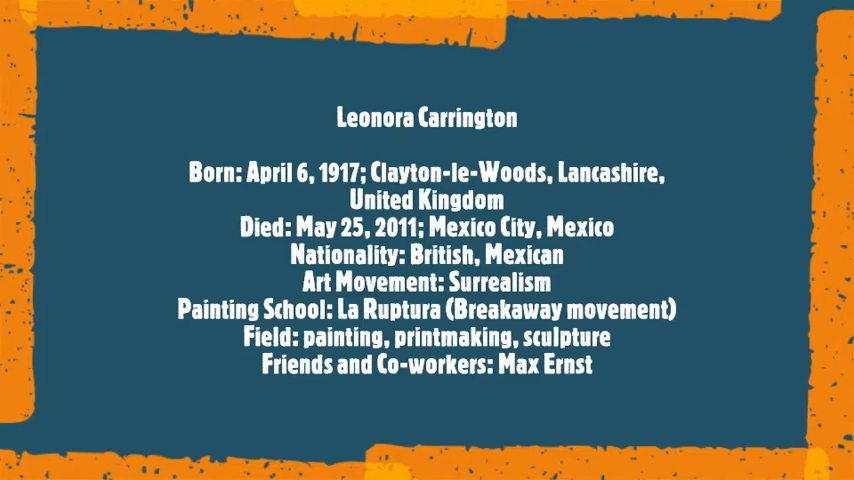 Leonora Carrington
Born: April 6, 1917; Clayton-le-Woods, Lancashire,
United Kingdom
Died: May 25, 2011; Mexico City, Mexico
Nationality: British, Mexican
Art Movement: Surrealism
Painting School: La Ruptura (Breakaway movement)
Field: painting, printmaking, sculpture
Friends and Co-workers: Max Ernst